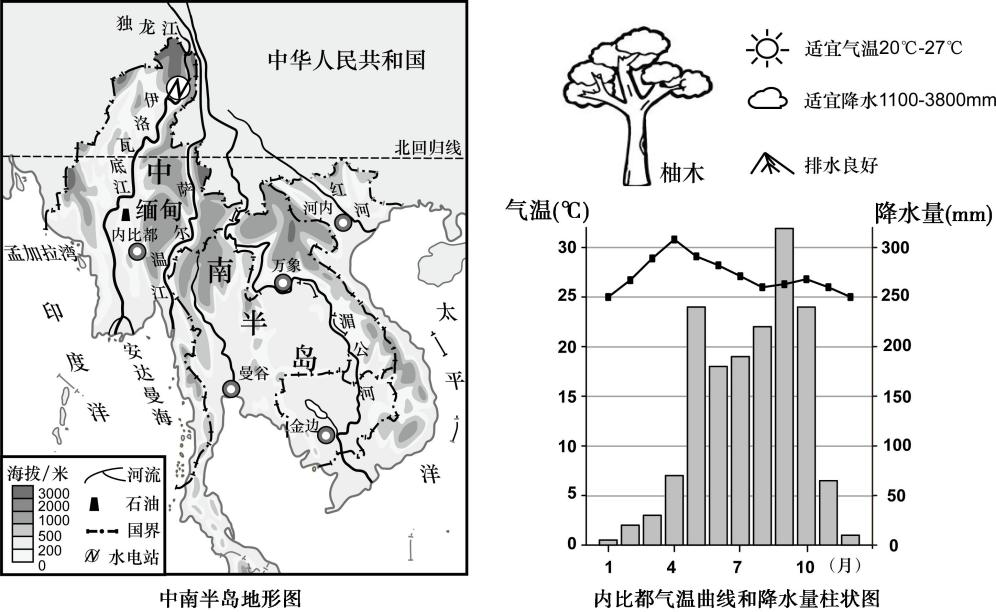 独龙江
中华人民共和国
伊洛瓦底江
北回归线
中南半岛
萨尔温江
缅甸
内比都
红河
河内
孟加拉湾
万象
湄公河
曼谷
金边
印度洋
安达曼海
太平洋
海拔/米
3000
2000
1000
500
200
0
河流
石油
国界
水电站
中南半岛地形图
适宜气温20℃-27℃
适宜降水1100-3800mm
排水良好
柚木
气温(℃)
降水量(mm)
30
25
20
15
10
5
0
300
250
200
150
100
50
0
1 4 7 10 (月)
内比都气温曲线和降水量柱状图